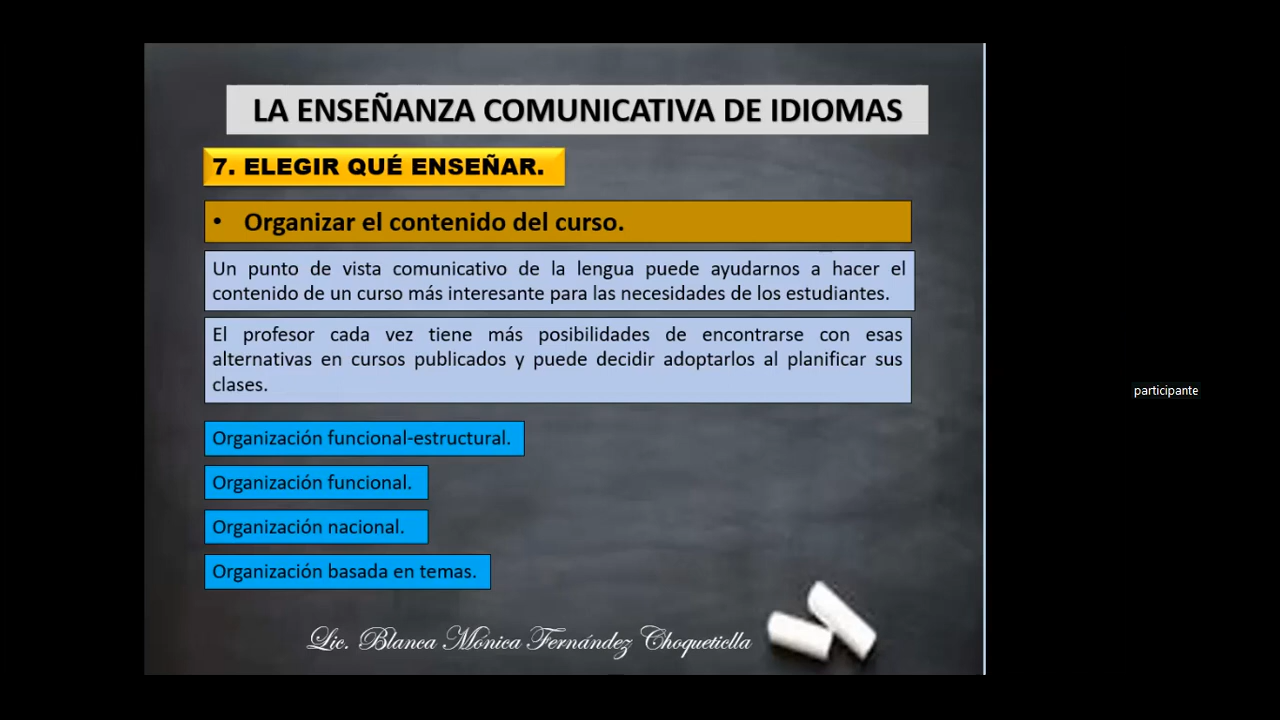 LA ENSEÑANZA COMUNICATIVA DE IDIOMAS
7. ELEGIR QUÉ ENSEÑAR.
• Organizar el contenido del curso.
Un punto de vista comunicativo de la lengua puede ayudarnos a hacer el
contenido de un curso más interesante para las necesidades de los estudiantes.
El profesor cada vez tiene más posibilidades de encontrarse con esas
alternativas en cursos publicados y puede decidir adoptarlos al planificar sus
clases.
participante
Organización funcional-estructural.
Organización funcional.
Organización nacional.
Organización basada en temas.
Lic. Blanca Mónica Fernández Choqueticlla